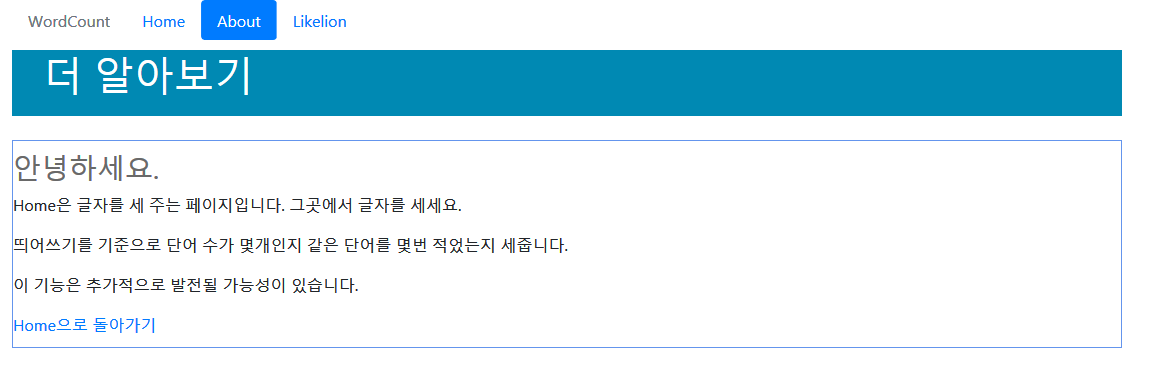 WordCount Home About Likelion
더 알아보기
안녕하세요.
Home은 글자를 세 주는 페이지입니다. 그곳에서 글자를 세세요.
띄어쓰기를 기준으로 단어 수가 몇개인지 같은 단어를 몇번 적었는지 세줍니다.
이 기능은 추가적으로 발전될 가능성이 있습니다.
Home으로 돌아가기